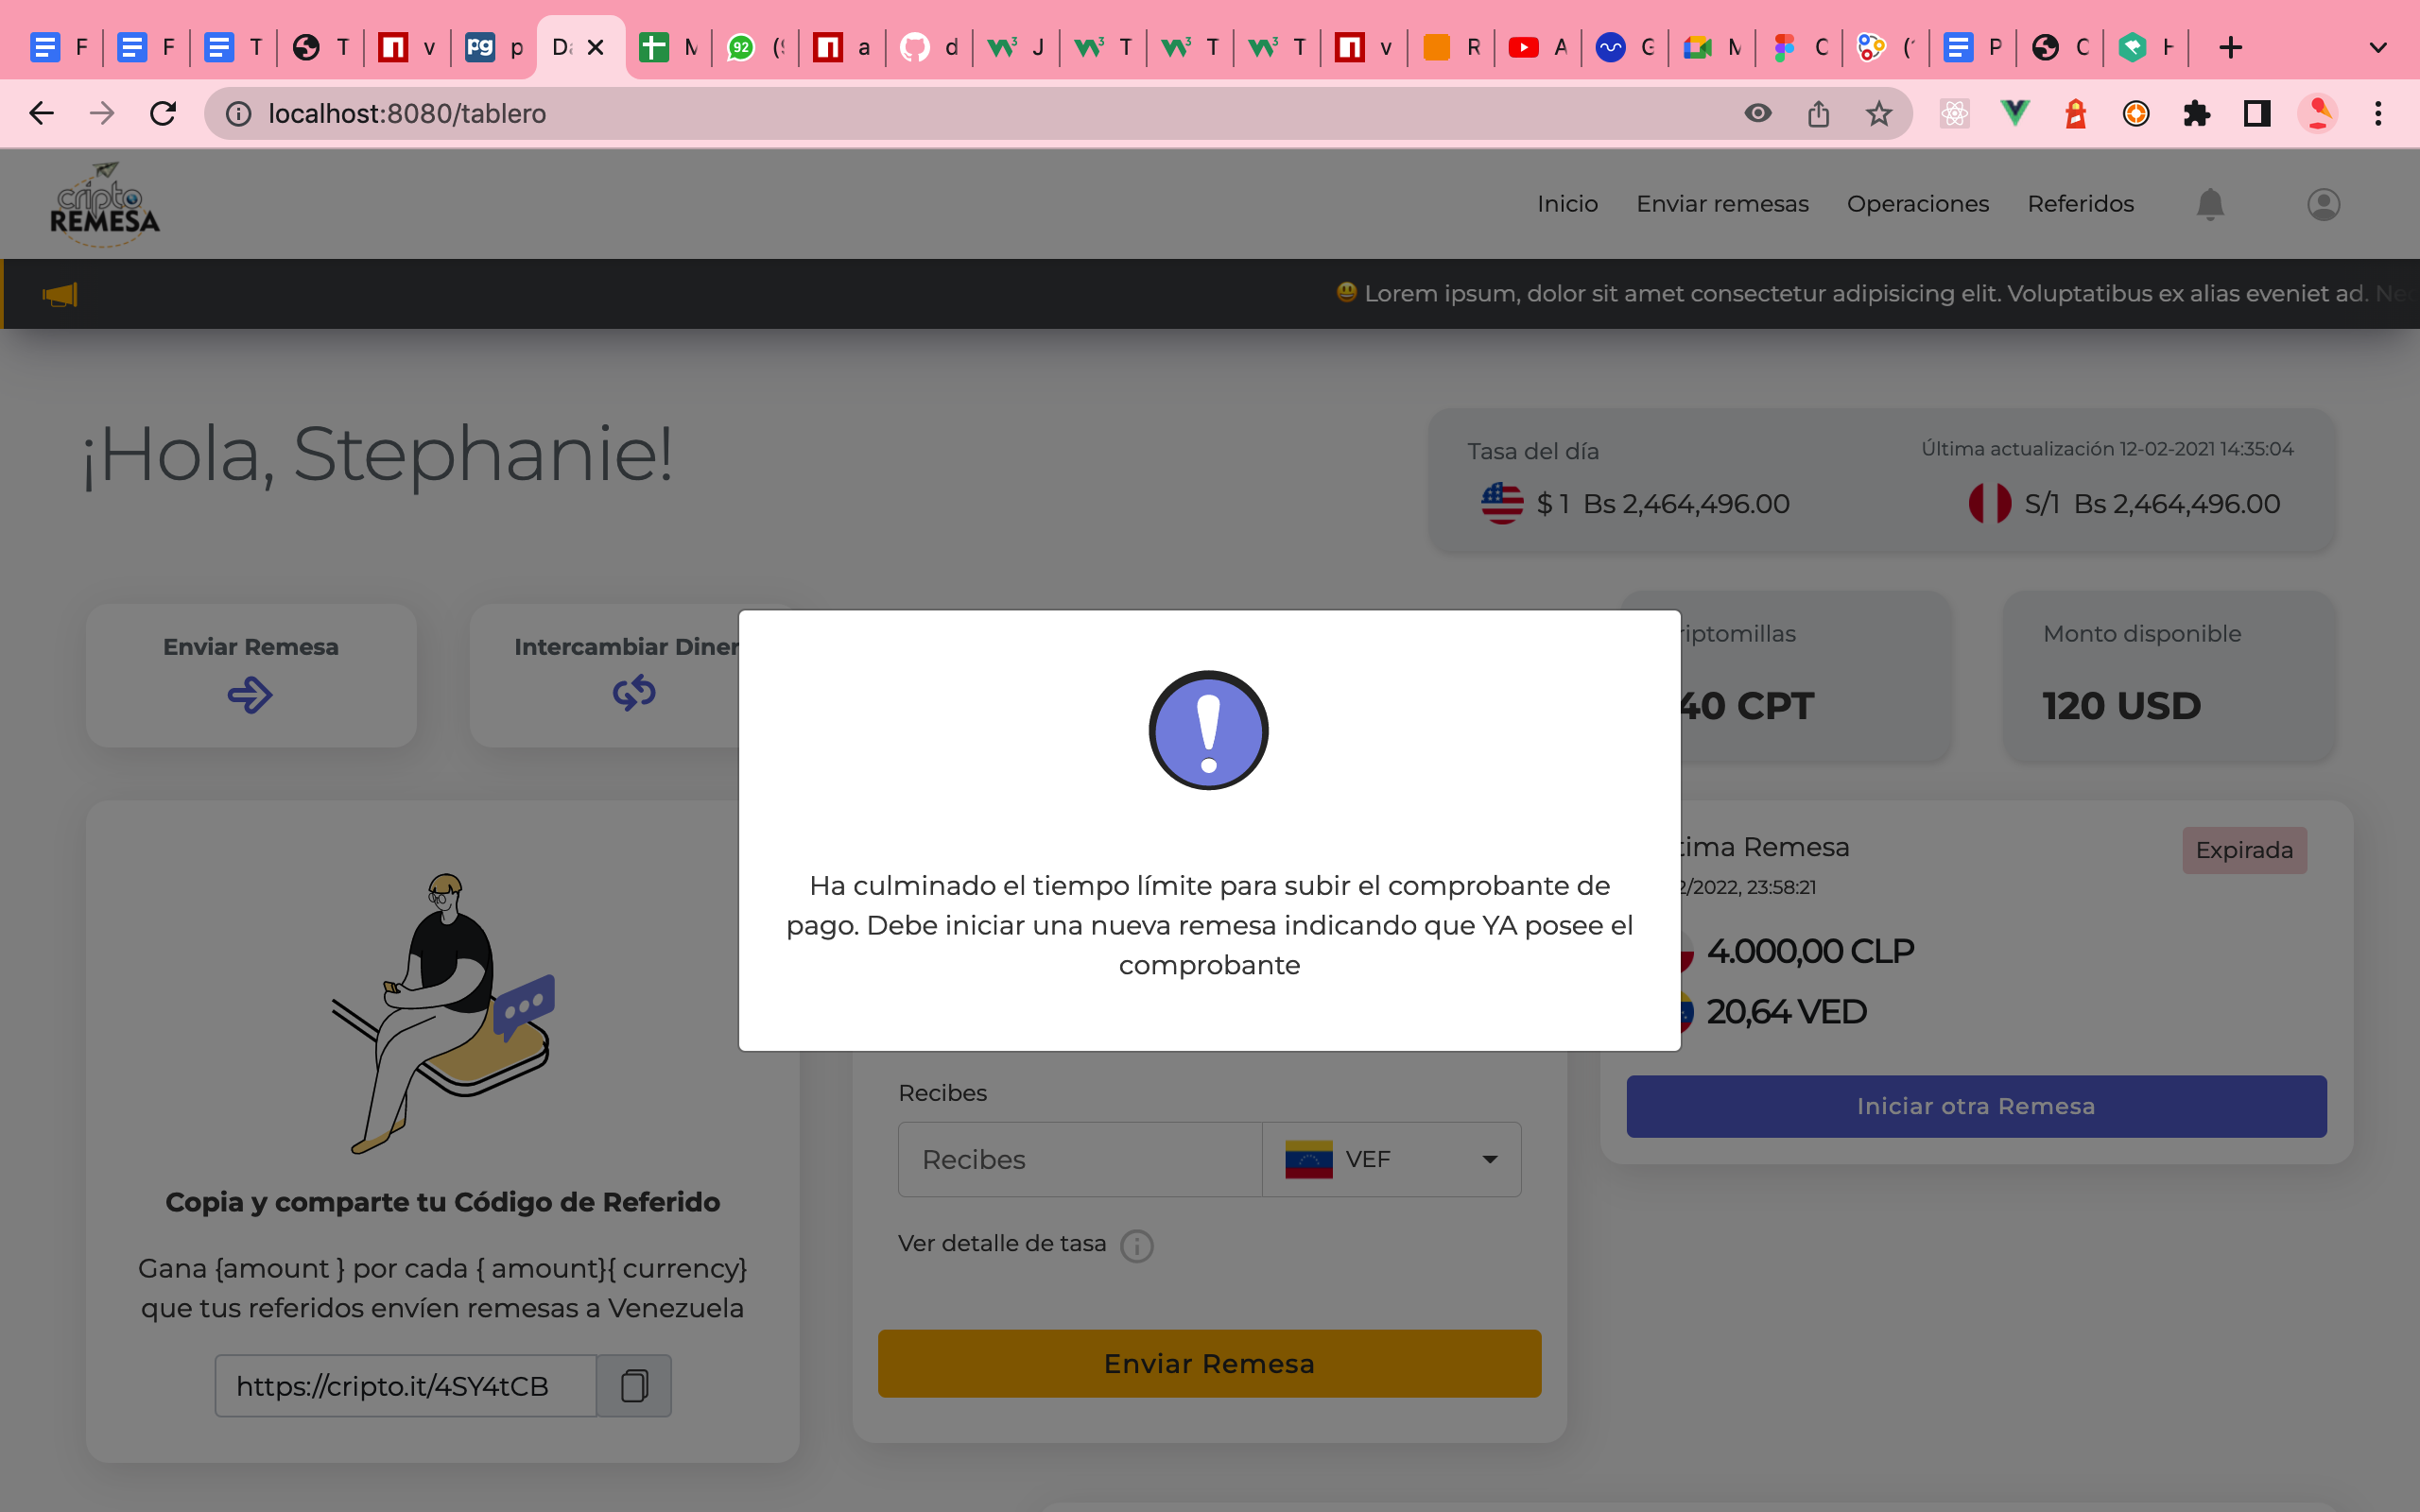 F F T T v pg p Da M 92 (9 a d J T T T v R A G M C (1 P C H
localhost:8080/tablero
cripto
REMESA
Inicio Enviar remesas Operaciones Referidos
😃 Lorem ipsum, dolor sit amet consectetur adipisicing elit. Voluptatibus ex alias eveniet ad. Ne
¡Hola, Stephanie!
Tasa del día Última actualización 12-02-2021 14:35:04
$ 1 Bs 2,464,496.00 S/1 Bs 2,464,496.00
Enviar Remesa
Intercambiar Diner
riptomillas
40 CPT
Monto disponible
120 USD
Ha culminado el tiempo límite para subir el comprobante de
pago. Debe iniciar una nueva remesa indicando que YA posee el
comprobante
tima Remesa Expirada
2/2022, 23:58:21
4.000,00 CLP
20,64 VED
Iniciar otra Remesa
Copia y comparte tu Código de Referido
Gana {amount } por cada { amount}{ currency}
que tus referidos envíen remesas a Venezuela
https://cripto.it/4SY4tCB
Recibes
Recibes VEF
Ver detalle de tasa
Enviar Remesa